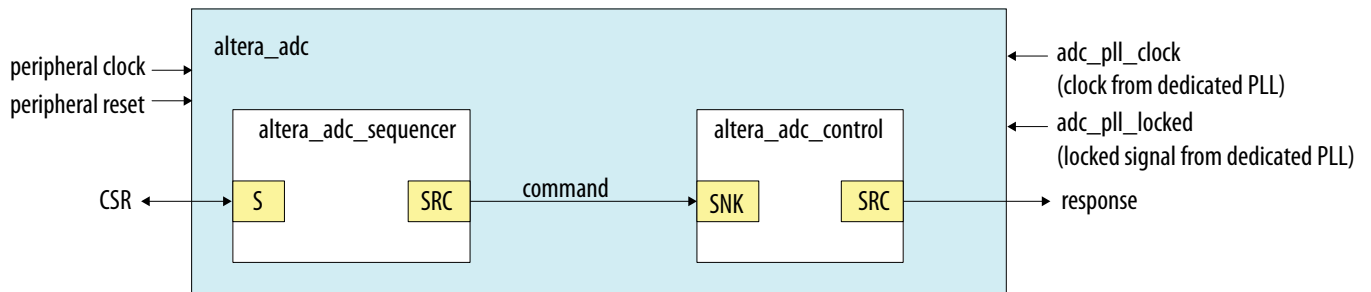 altera_adc
peripheral clock
peripheral reset
adc_pll_clock
(clock from dedicated PLL)
adc_pll_locked
(locked signal from dedicated PLL)
altera_adc_sequencer
altera_adc_control
CSR
S
SRC
command
SNK
SRC
response